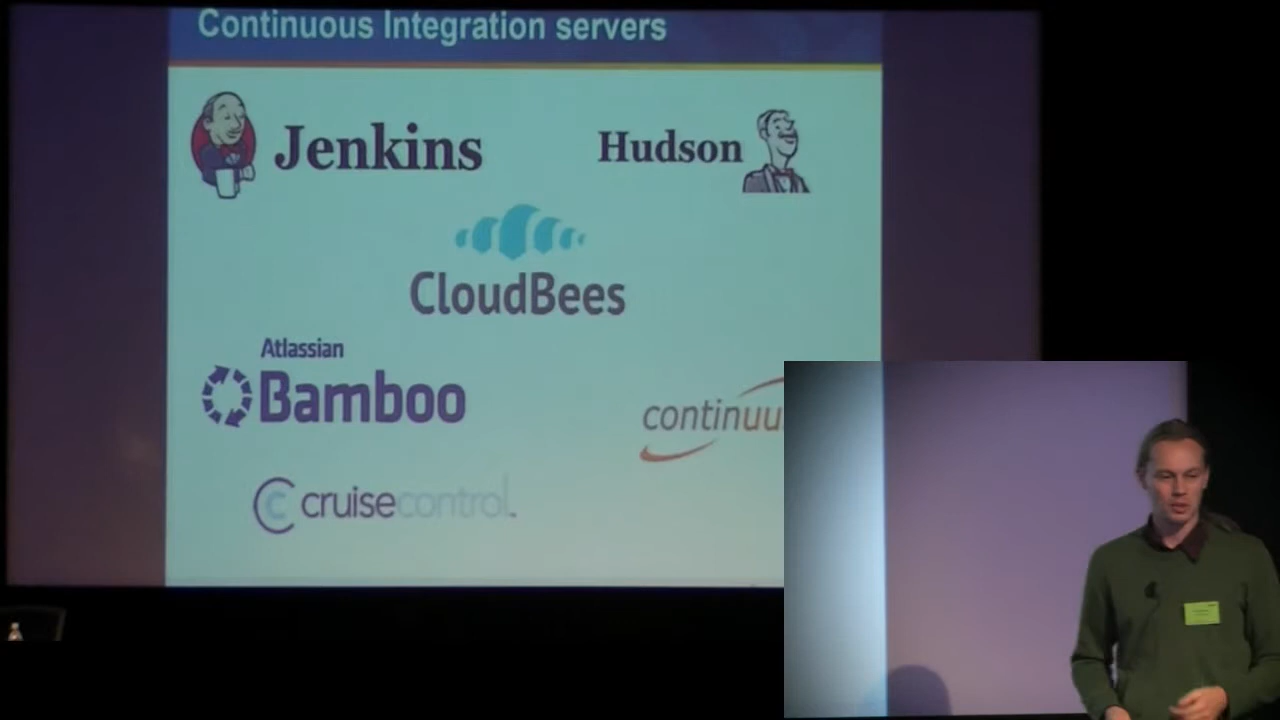 Continuous Integration servers
Jenkins
Hudson
CloudBees
Atlassian
Bamboo
continuu
cruisecontrol